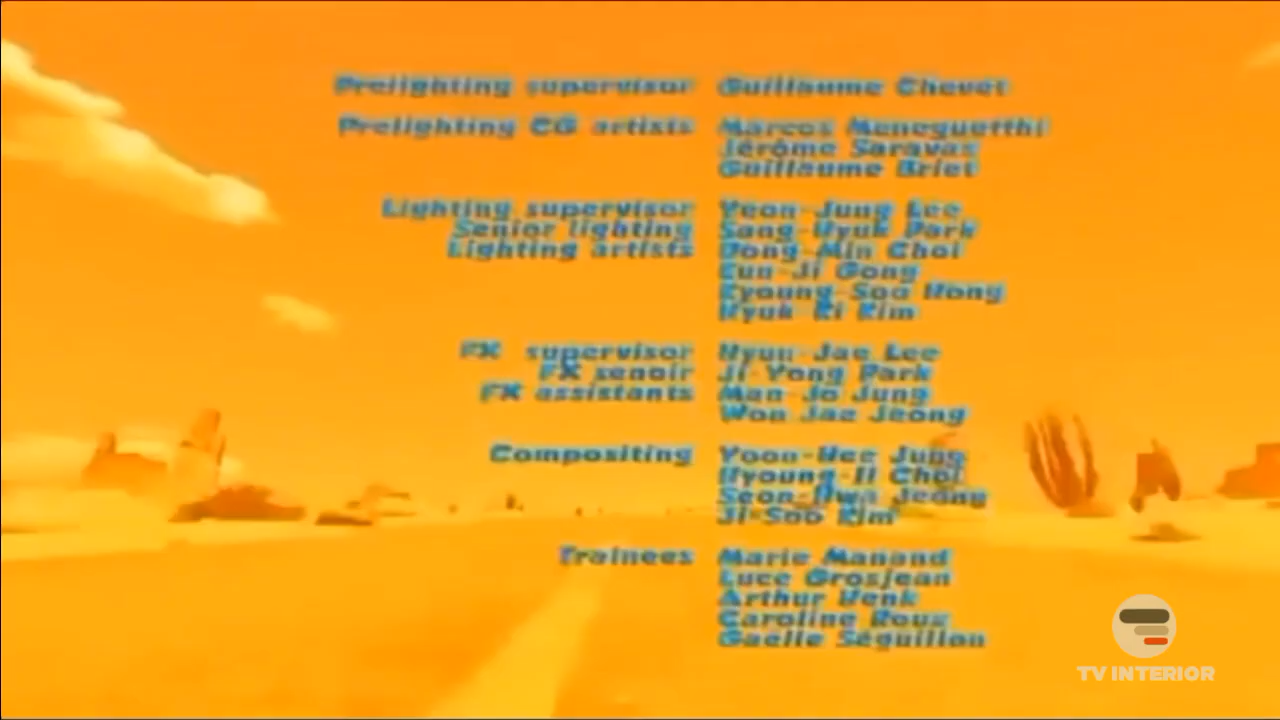 Prelighting supervisor Guillaume Chevet
Prelighting CG artists Marcos Meneguetthi
Jérôme Saravas
Guillaume Briet
Lighting supervisor Yeon-Jung Lee
Senior lighting Sang-Hyuk Park
Lighting artists Dong-Min Choi
Eun-Ji Gong
Kyoung-Soo Hong
Hyuk-Ki Kim
FX supervisor Hyun-Jae Lee
FX senoir Ji-Yong Park
FX assistants Man-Jo Jung
Won-Jae Jeong
Compositing Yoon-Hee Jung
Hyoung-Il Choi
Seon-Hwa Jeong
Ji-Soo Kim
Trainees Marie Manand
Luce Grosjean
Arthur
Caroline Roux
Gaelle Séguillon
TV INTERIOR